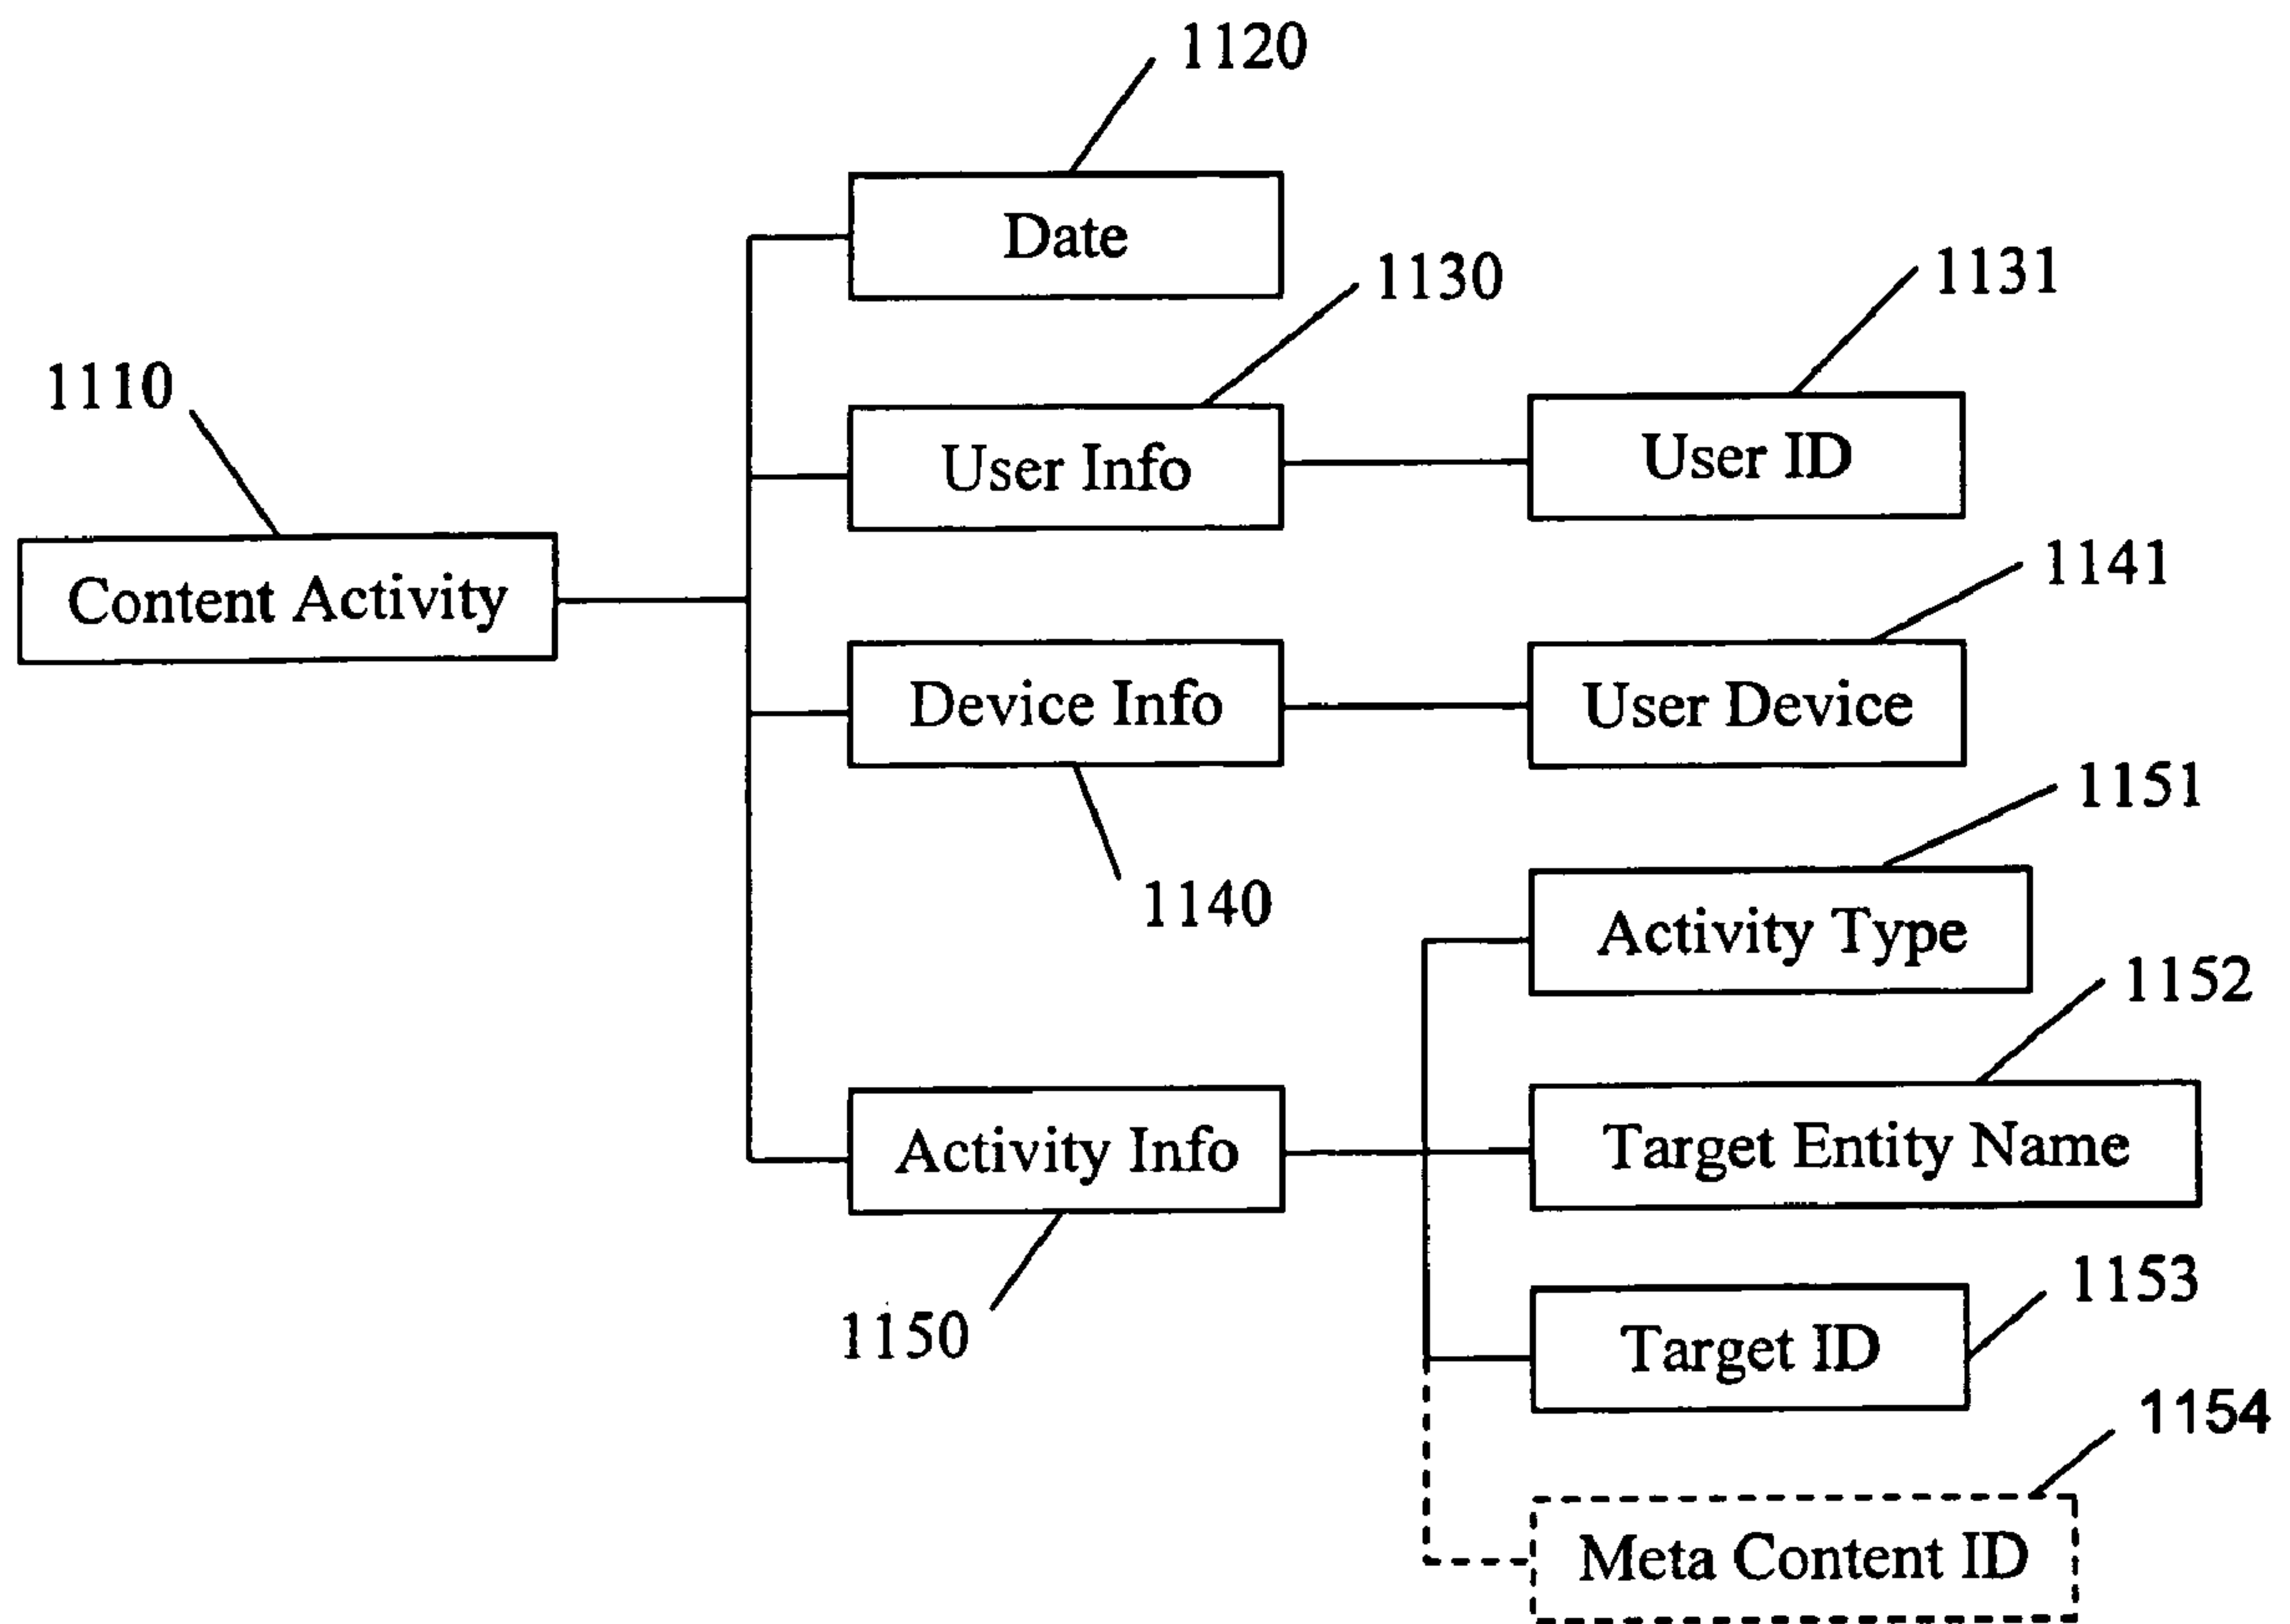 1120
Date
1130
1131
1110
User Info
User ID
Content Activity
1141
Device Info
User Device
1151
1140
Activity Type
1152
Activity Info
Target Entity Name
1153
1150
Target ID
1154
Meta Content ID